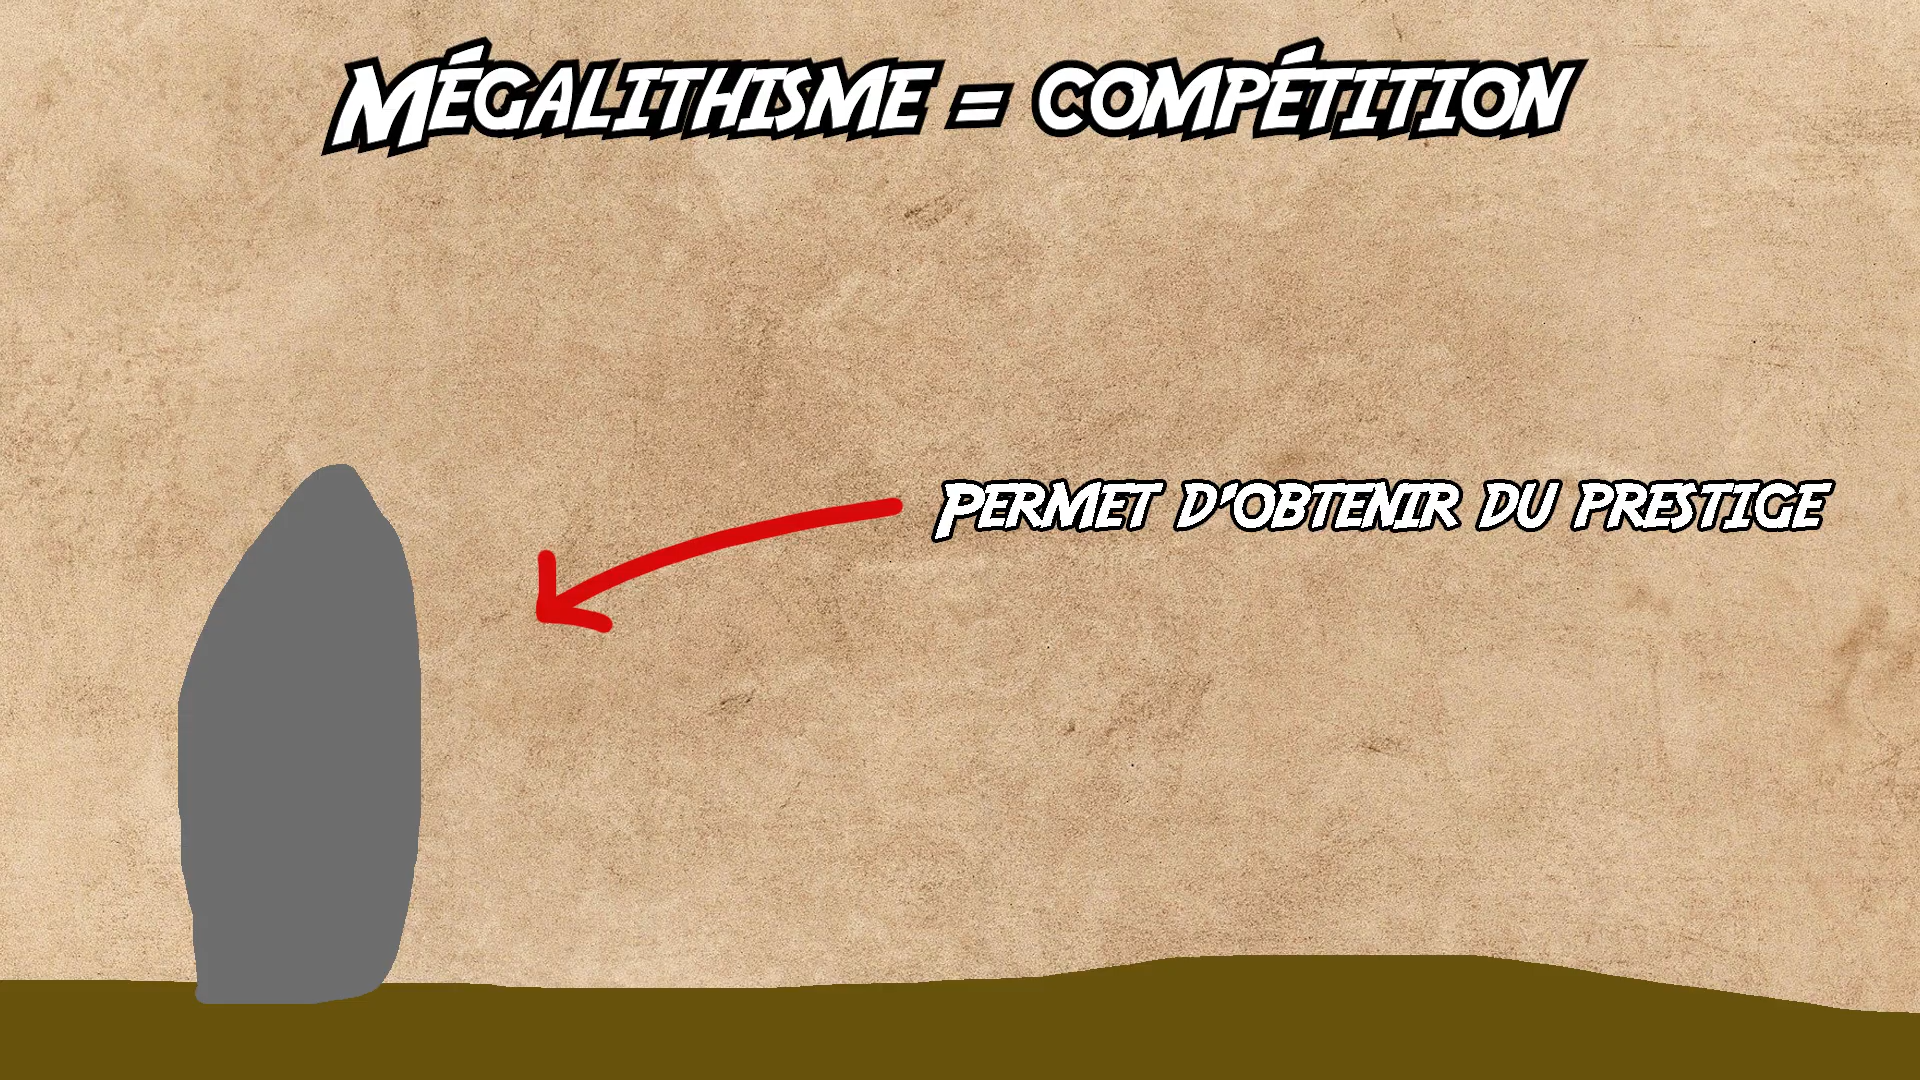 Mégalithisme = compétition
Permet d'obtenir du prestige